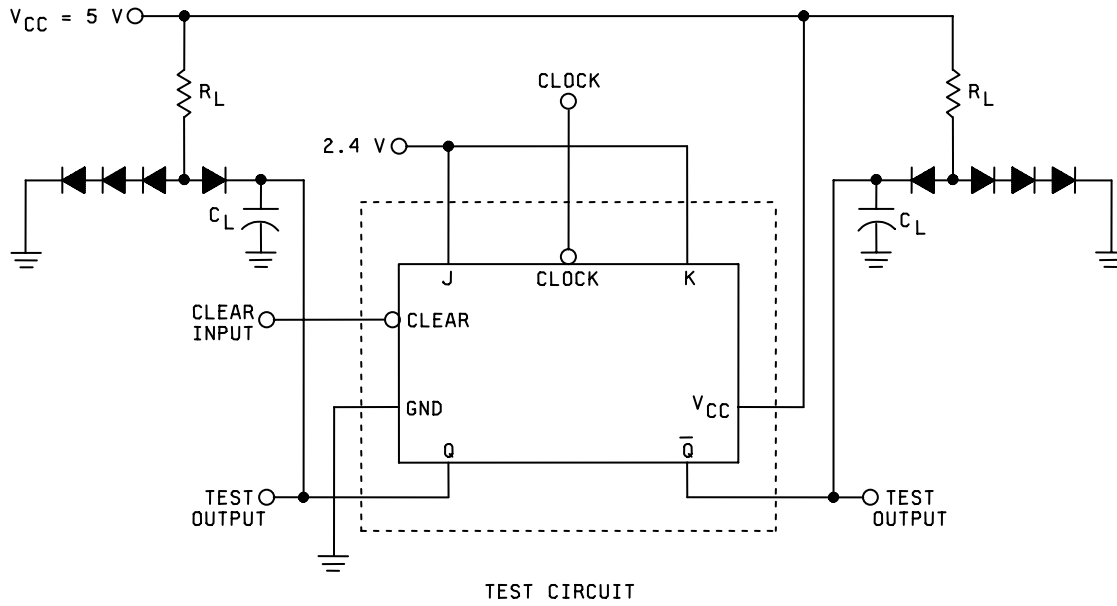 V_CC = 5 V
R_L
R_L
CLOCK
2.4 V
C_L
C_L
J
CLOCK
K
CLEAR
INPUT
CLEAR
GND
V_CC
Q
Q̅
TEST
OUTPUT
TEST
OUTPUT
TEST CIRCUIT